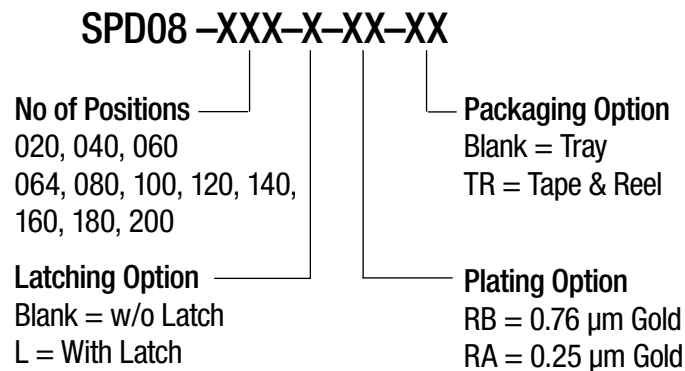 SPD08 –XXX–X–XX–XX
No of Positions
020, 040, 060
064, 080, 100, 120, 140,
160, 180, 200
Latching Option
Blank = w/o Latch
L = With Latch
Packaging Option
Blank = Tray
TR = Tape & Reel
Plating Option
RB = 0.76 µm Gold
RA = 0.25 µm Gold